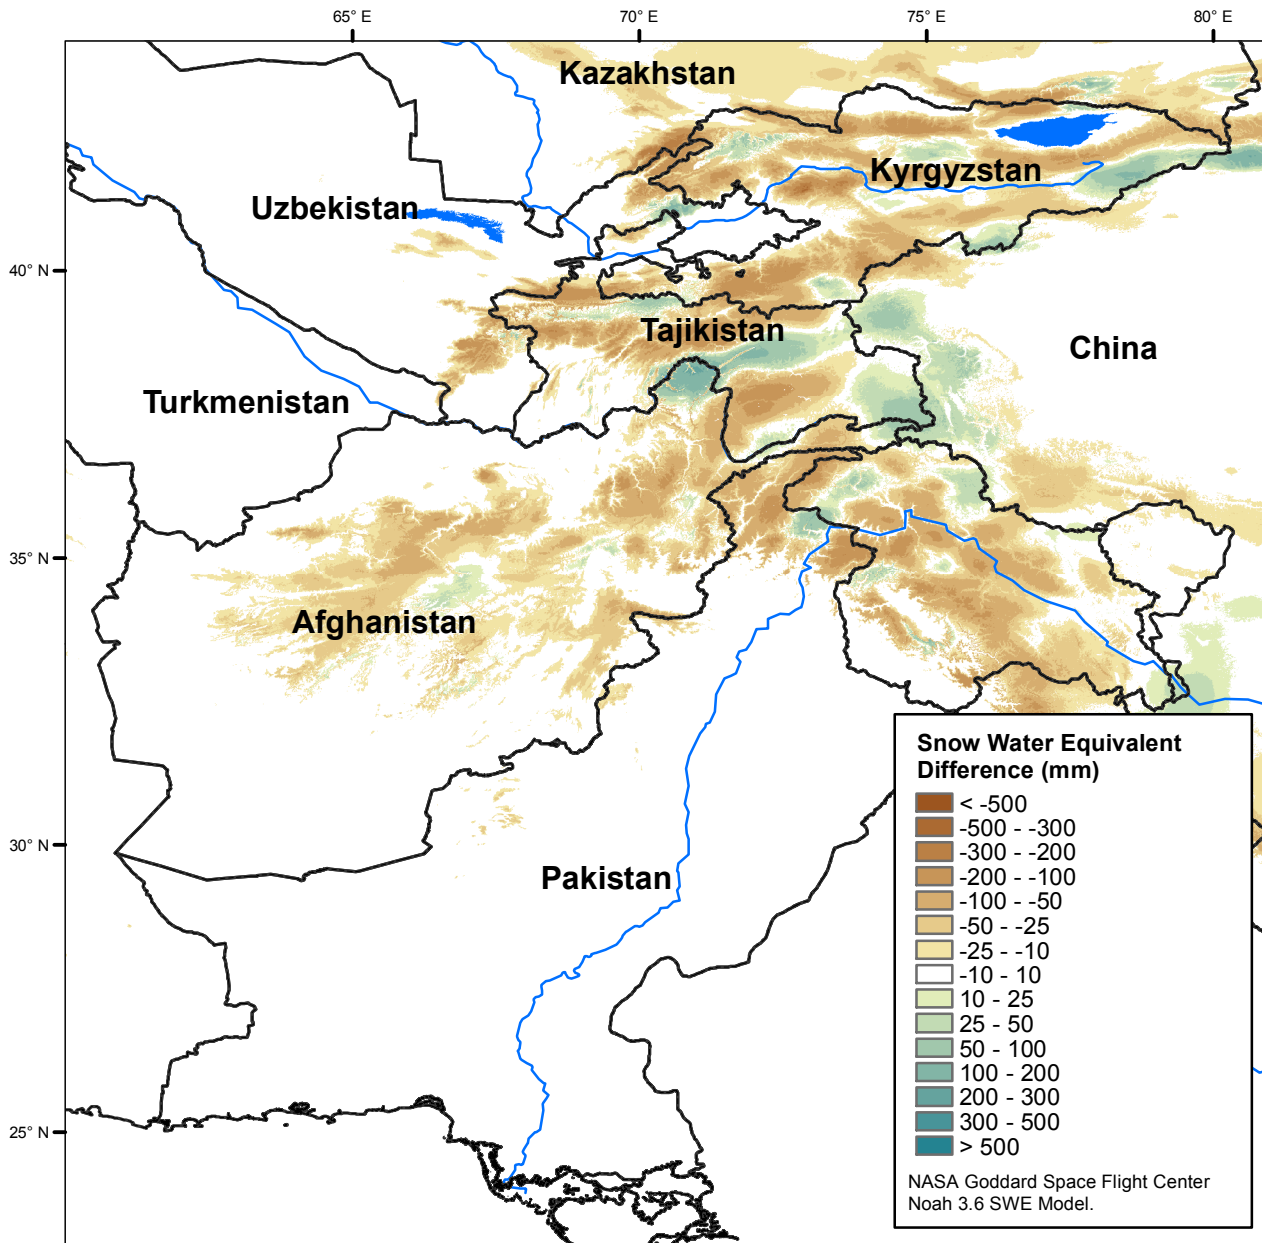 65° E
70° E
75° E
80° E
Kazakhstan
Kyrgyzstan
Uzbekistan
40° N
Tajikistan
China
Turkmenistan
35° N
Afghanistan
30° N
Pakistan
25° N
Snow Water Equivalent
Difference (mm)
< -500
-500 - -300
-300 - -200
-200 - -100
-100 - -50
-50 - -25
-25 - -10
-10 - 10
10 - 25
25 - 50
50 - 100
100 - 200
200 - 300
300 - 500
> 500
NASA Goddard Space Flight Center
Noah 3.6 SWE Model.